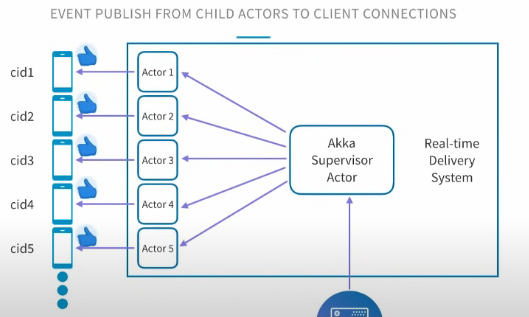 EVENT PUBLISH FROM CHILD ACTORS TO CLIENT CONNECTIONS
cid1
Actor 1
cid2
Actor 2
cid3
Actor 3
cid4
Actor 4
cid5
Actor 5
Akka
Supervisor
Actor
Real-time
Delivery
System